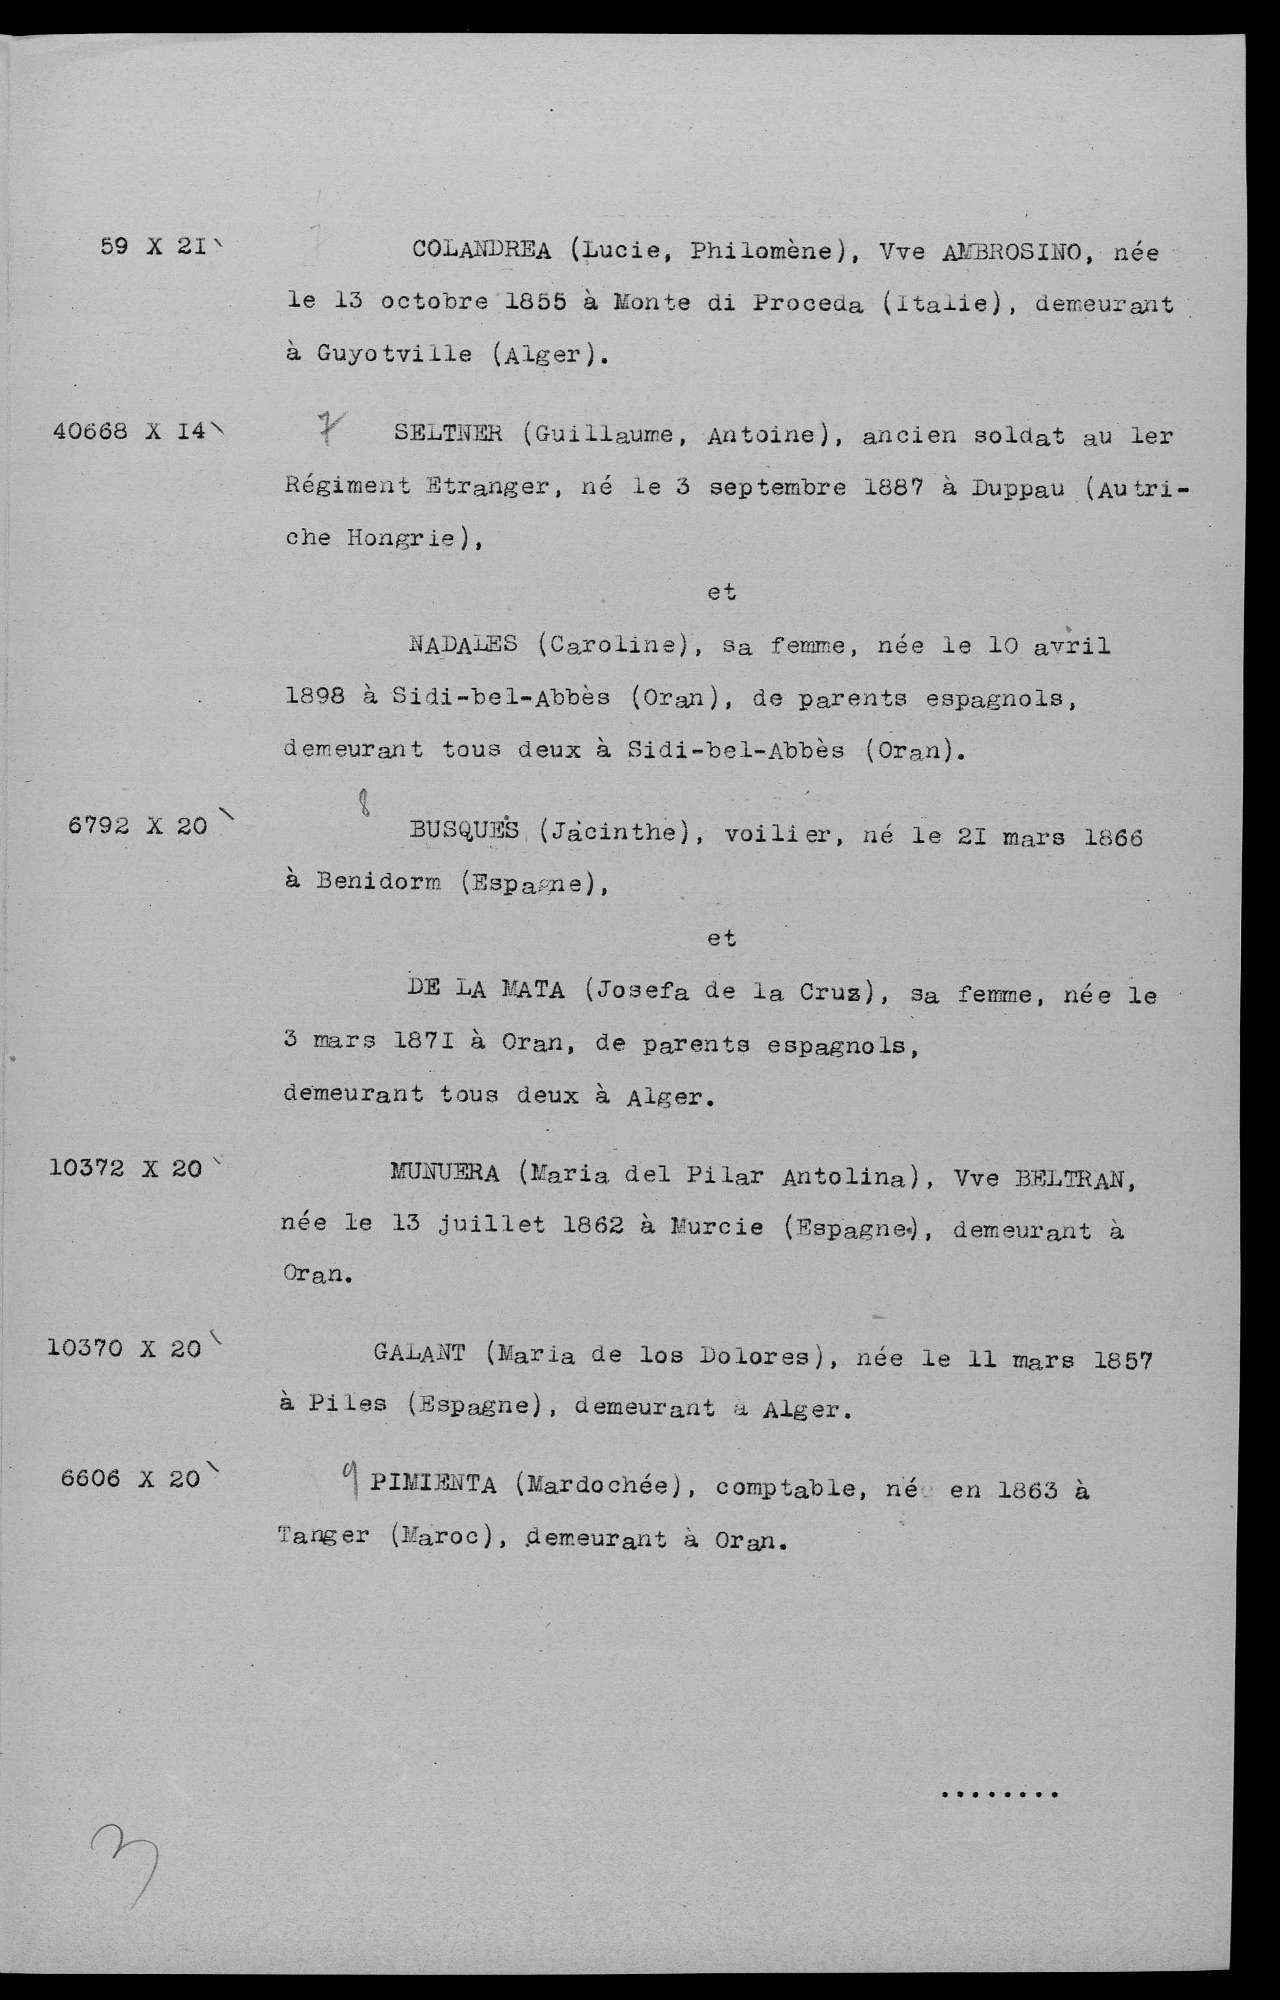 59 X 2I COLANDREA (Lucie, Philomène), Vve AMBROSINO, née
le 13 octobre 1855 à Monte di Proceda (Italie), demeurant
à Guyotville (Alger).
40668 X I4 7 SELTNER (Guillaume, Antoine), ancien soldat au 1er
Régiment Etranger, né le 3 septembre 1887 à Duppau (Autri-
che Hongrie),
et
NADALES (Caroline), sa femme, née le 10 avril
1898 à Sidi-bel-Abbès (Oran), de parents espagnols,
demeurant tous deux à Sidi-bel-Abbès (Oran).
8
6792 X 20 BUSQUES (Jacinthe), voilier, né le 2I mars 1866
à Benidorm (Espagne),
et
DE LA MATA (Josefa de la Cruz), sa femme, née le
3 mars 187I à Oran, de parents espagnols,
demeurant tous deux à Alger.
10372 X 20 MUNUERA (Maria del Pilar Antolina), Vve BELTRAN,
née le 13 juillet 1862 à Murcie (Espagne), demeurant à
Oran.
10370 X 20 GALANT (Maria de los Dolores), née le 11 mars 1857
à Piles (Espagne), demeurant à Alger.
6606 X 20 9 PIMIENTA (Mardochée), comptable, né en 1863 à
Tanger (Maroc), demeurant à Oran.
........
3